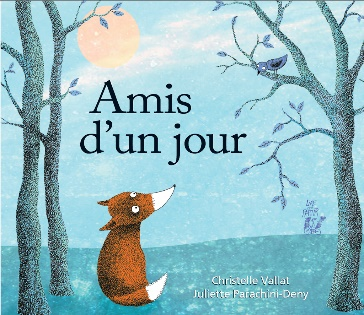 Amis
d'un jour
Christelle Vallat
Juliette Parachini-Deny